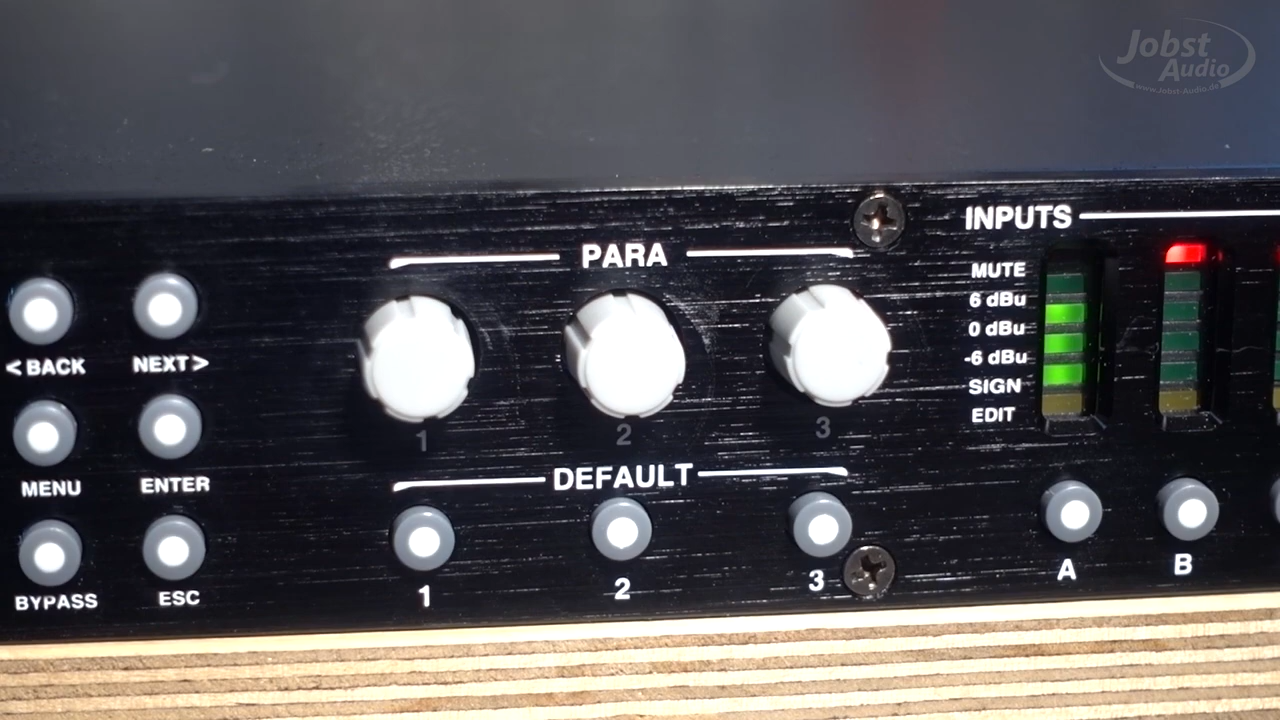 Jobst
Audio
www.Jobst-Audio.de
INPUTS
PARA
MUTE
6 dBu
0 dBu
-6 dBu
SIGN
EDIT
< BACK
NEXT >
1
2
3
MENU
ENTER
DEFAULT
BYPASS
ESC
1
2
3
A
B